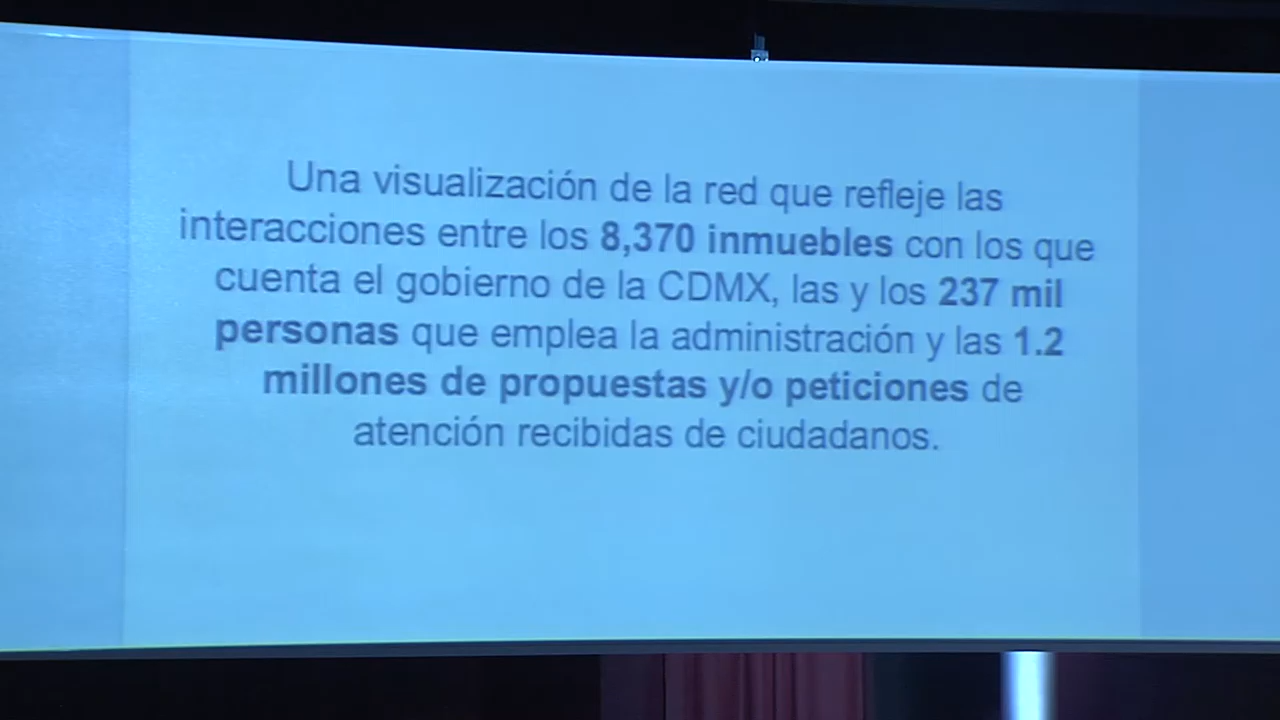 Una visualización de la red que refleje las
interacciones entre los 8,370 inmuebles con los que
cuenta el gobierno de la CDMX, las y los 237 mil
personas que emplea la administración y las 1.2
millones de propuestas y/o peticiones de
atención recibidas de ciudadanos.